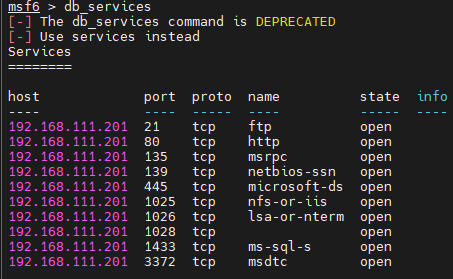 msf6 > db_services
[-] The db_services command is DEPRECATED
[-] Use services instead
Services
========
host port proto name state info
---- ---- ----- ---- ----- ----
192.168.111.201 21 tcp ftp open
192.168.111.201 80 tcp http open
192.168.111.201 135 tcp msrpc open
192.168.111.201 139 tcp netbios-ssn open
192.168.111.201 445 tcp microsoft-ds open
192.168.111.201 1025 tcp nfs-or-iis open
192.168.111.201 1026 tcp lsa-or-nterm open
192.168.111.201 1028 tcp open
192.168.111.201 1433 tcp ms-sql-s open
192.168.111.201 3372 tcp msdtc open